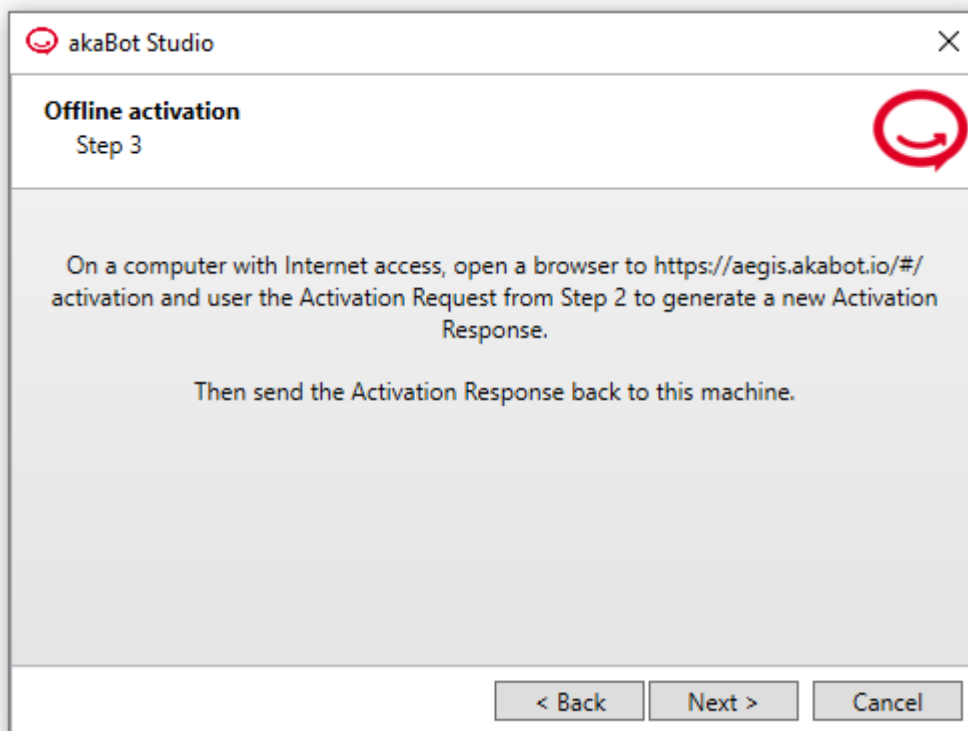 akaBot Studio
Offline activation
Step 3
On a computer with Internet access, open a browser to https://aegis.akabot.io/#/
activation and user the Activation Request from Step 2 to generate a new Activation
Response.
Then send the Activation Response back to this machine.
< Back
Next >
Cancel